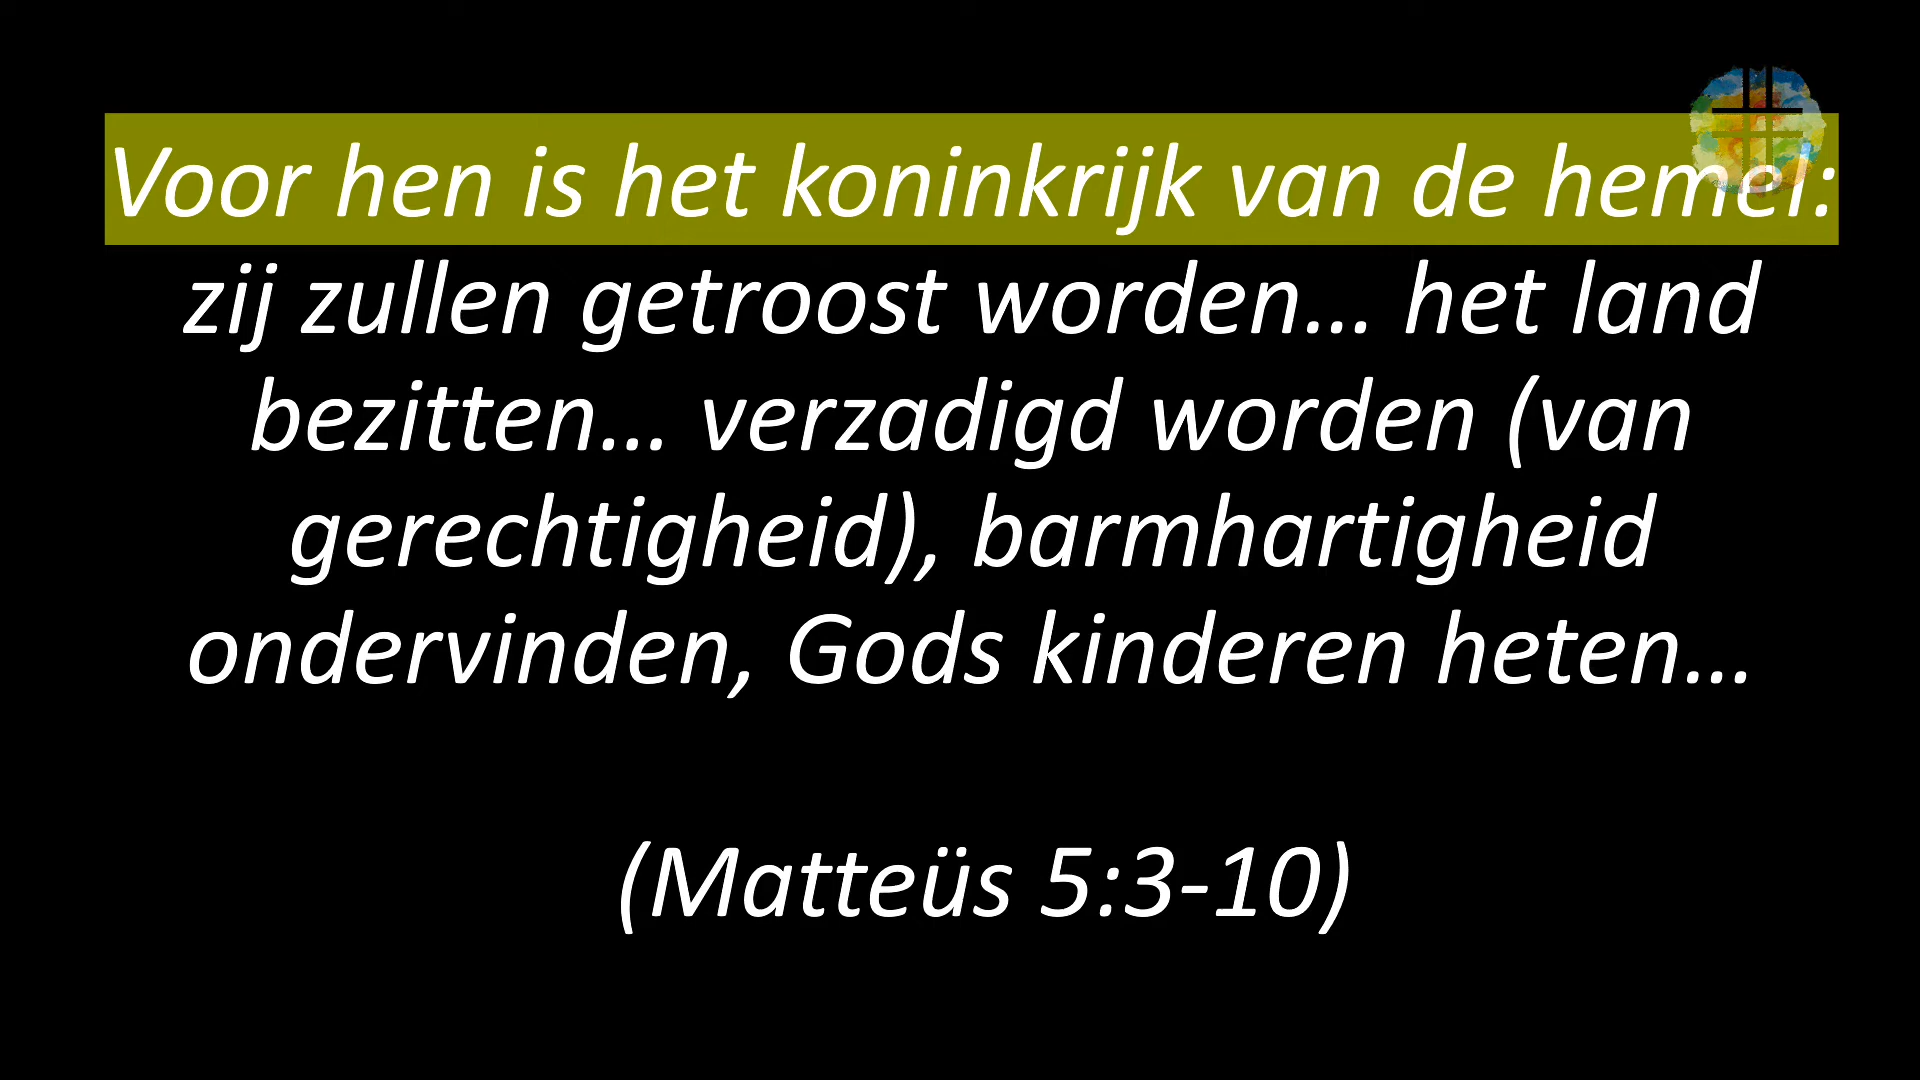 Voor hen is het koninkrijk van de hemel:
zij zullen getroost worden... het land
bezitten... verzadigd worden (van
gerechtigheid), barmhartigheid
ondervinden, Gods kinderen heten...
(Matteüs 5:3-10)